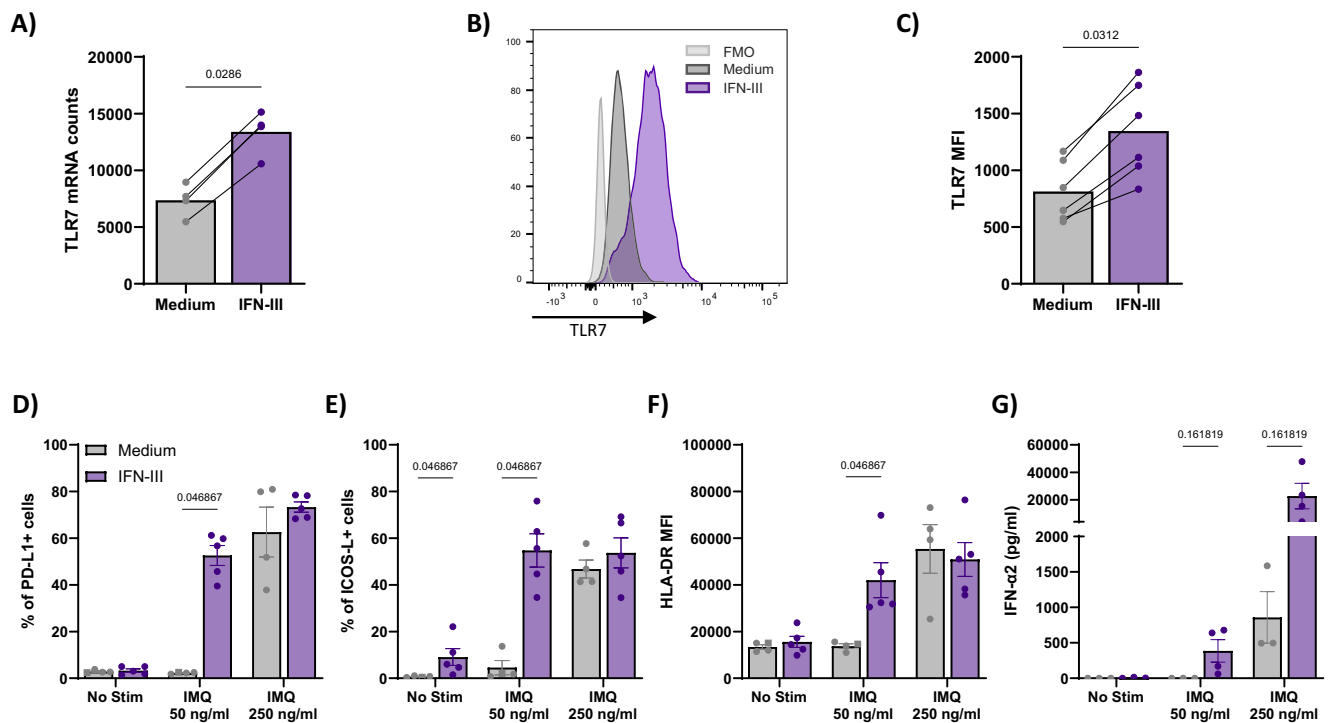 A)
TLR7 mRNA counts
20000
15000
10000
5000
0
0.0286
Medium IFN-III
B)
100
80
60
40
20
0
FMO
Medium
IFN-III
-10³ 0 10³ 10⁴ 10⁵
TLR7
C)
TLR7 MFI
2000
1500
1000
500
0
0.0312
Medium IFN-III
D)
% of PD-L1+ cells
100
80
60
40
20
0
Medium
IFN-III
0.046867
No Stim IMQ IMQ
50 ng/ml 250 ng/ml
E)
% of ICOS-L+ cells
100
80
60
40
20
0
0.046867 0.046867
No Stim IMQ IMQ
50 ng/ml 250 ng/ml
F)
HLA-DR MFI
100000
80000
60000
40000
20000
0
0.046867
No Stim IMQ IMQ
50 ng/ml 250 ng/ml
G)
IFN-α2 (pg/ml)
60000
40000
20000
2000
1500
1000
500
0
0.161819 0.161819
No Stim IMQ IMQ
50 ng/ml 250 ng/ml